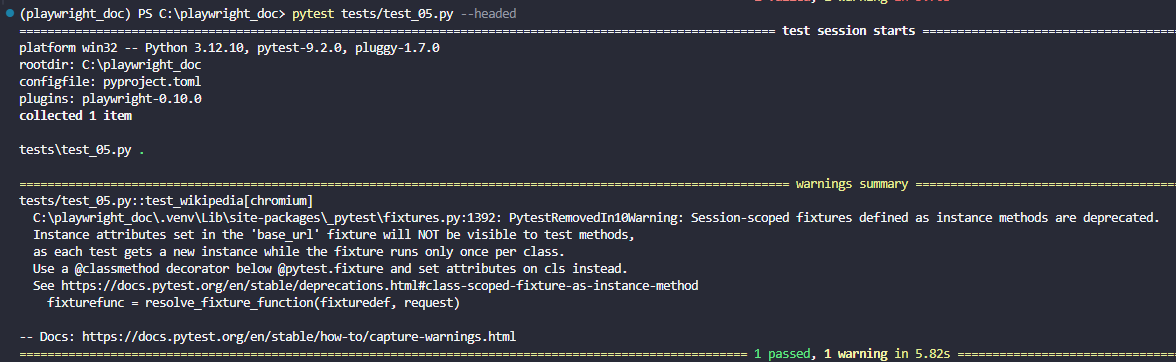 (playwright_doc) PS C:\playwright_doc> pytest tests/test_05.py --headed
============================== test session starts ==============================
platform win32 -- Python 3.12.10, pytest-9.2.0, pluggy-1.7.0
rootdir: C:\playwright_doc
configfile: pyproject.toml
plugins: playwright-0.10.0
collected 1 item
tests\test_05.py .
============================== warnings summary ==============================
tests/test_05.py::test_wikipedia[chromium]
C:\playwright_doc\.venv\Lib\site-packages\_pytest\fixtures.py:1392: PytestRemovedIn10Warning: Session-scoped fixtures defined as instance methods are deprecated.
Instance attributes set in the 'base_url' fixture will NOT be visible to test methods,
as each test gets a new instance while the fixture runs only once per class.
Use a @classmethod decorator below @pytest.fixture and set attributes on cls instead.
See https://docs.pytest.org/en/stable/deprecations.html#class-scoped-fixture-as-instance-method
fixturefunc = resolve_fixture_function(fixturedef, request)
-- Docs: https://docs.pytest.org/en/stable/how-to/capture-warnings.html
============================== 1 passed, 1 warning in 5.82s ==============================